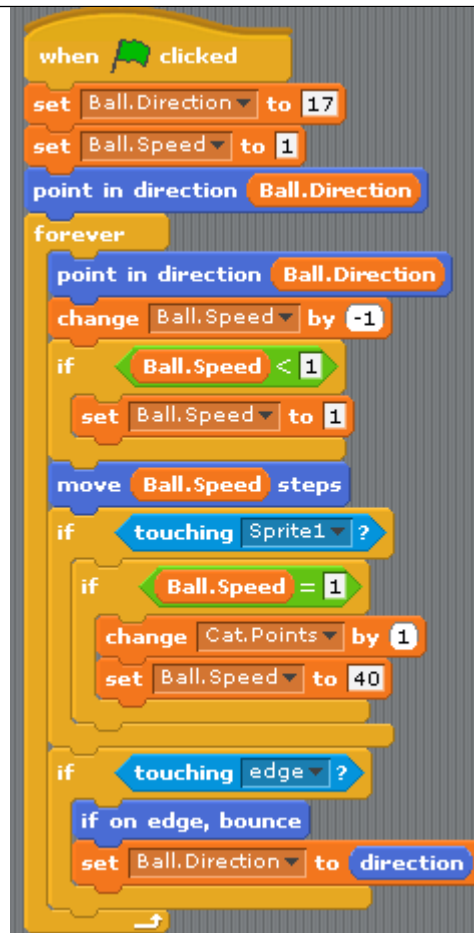 when clicked
set Ball.Direction to 17
set Ball.Speed to 1
point in direction Ball.Direction
forever
point in direction Ball.Direction
change Ball.Speed by -1
if Ball.Speed < 1
set Ball.Speed to 1
move Ball.Speed steps
if touching Sprite1 ?
if Ball.Speed = 1
change Cat.Points by 1
set Ball.Speed to 40
if touching edge ?
if on edge, bounce
set Ball.Direction to direction